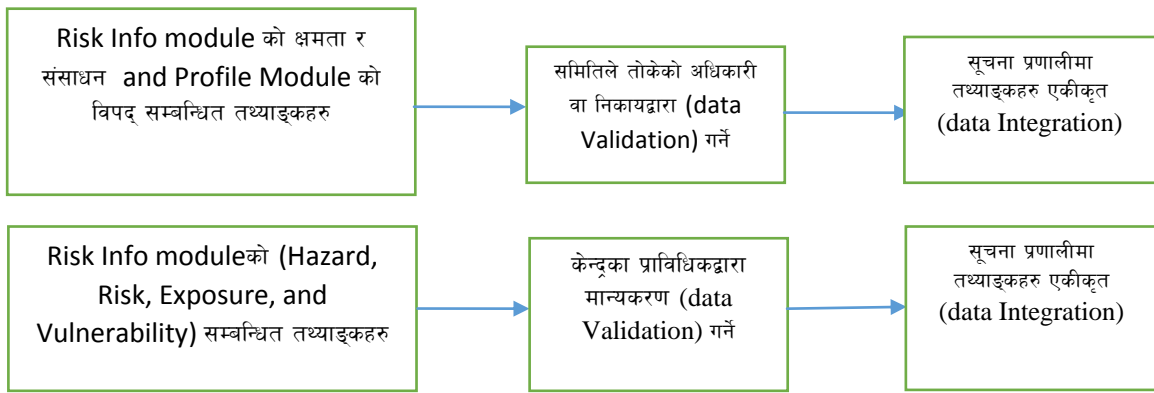 Risk Info module को क्षमता र
संसाधन and Profile Module को
विपद् सम्बन्धित तथ्याङ्कहरु
समितिले तोकेको अधिकारी
वा निकायद्वारा (data
Validation) गर्ने
सूचना प्रणालीमा
तथ्याङ्कहरु एकीकृत
(data Integration)
Risk Info moduleको (Hazard,
Risk, Exposure, and
Vulnerability) सम्बन्धित तथ्याङ्कहरु
केन्द्रका प्राविधिकद्वारा
मान्यकरण (data
Validation) गर्ने
सूचना प्रणालीमा
तथ्याङ्कहरु एकीकृत
(data Integration)